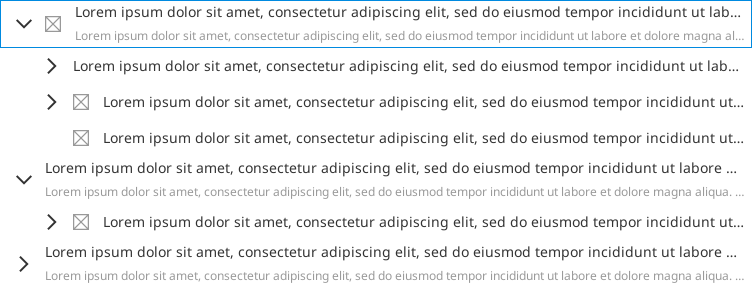 Lorem ipsum dolor sit amet, consectetur adipiscing elit, sed do eiusmod tempor incididunt ut lab...
Lorem ipsum dolor sit amet, consectetur adipiscing elit, sed do eiusmod tempor incididunt ut labore et dolore magna al...
Lorem ipsum dolor sit amet, consectetur adipiscing elit, sed do eiusmod tempor incididunt ut lab...
Lorem ipsum dolor sit amet, consectetur adipiscing elit, sed do eiusmod tempor incididunt ut...
Lorem ipsum dolor sit amet, consectetur adipiscing elit, sed do eiusmod tempor incididunt ut...
Lorem ipsum dolor sit amet, consectetur adipiscing elit, sed do eiusmod tempor incididunt ut labore ...
Lorem ipsum dolor sit amet, consectetur adipiscing elit, sed do eiusmod tempor incididunt ut labore et dolore magna aliqua. ...
Lorem ipsum dolor sit amet, consectetur adipiscing elit, sed do eiusmod tempor incididunt ut...
Lorem ipsum dolor sit amet, consectetur adipiscing elit, sed do eiusmod tempor incididunt ut labore ...
Lorem ipsum dolor sit amet, consectetur adipiscing elit, sed do eiusmod tempor incididunt ut labore et dolore magna aliqua. ...